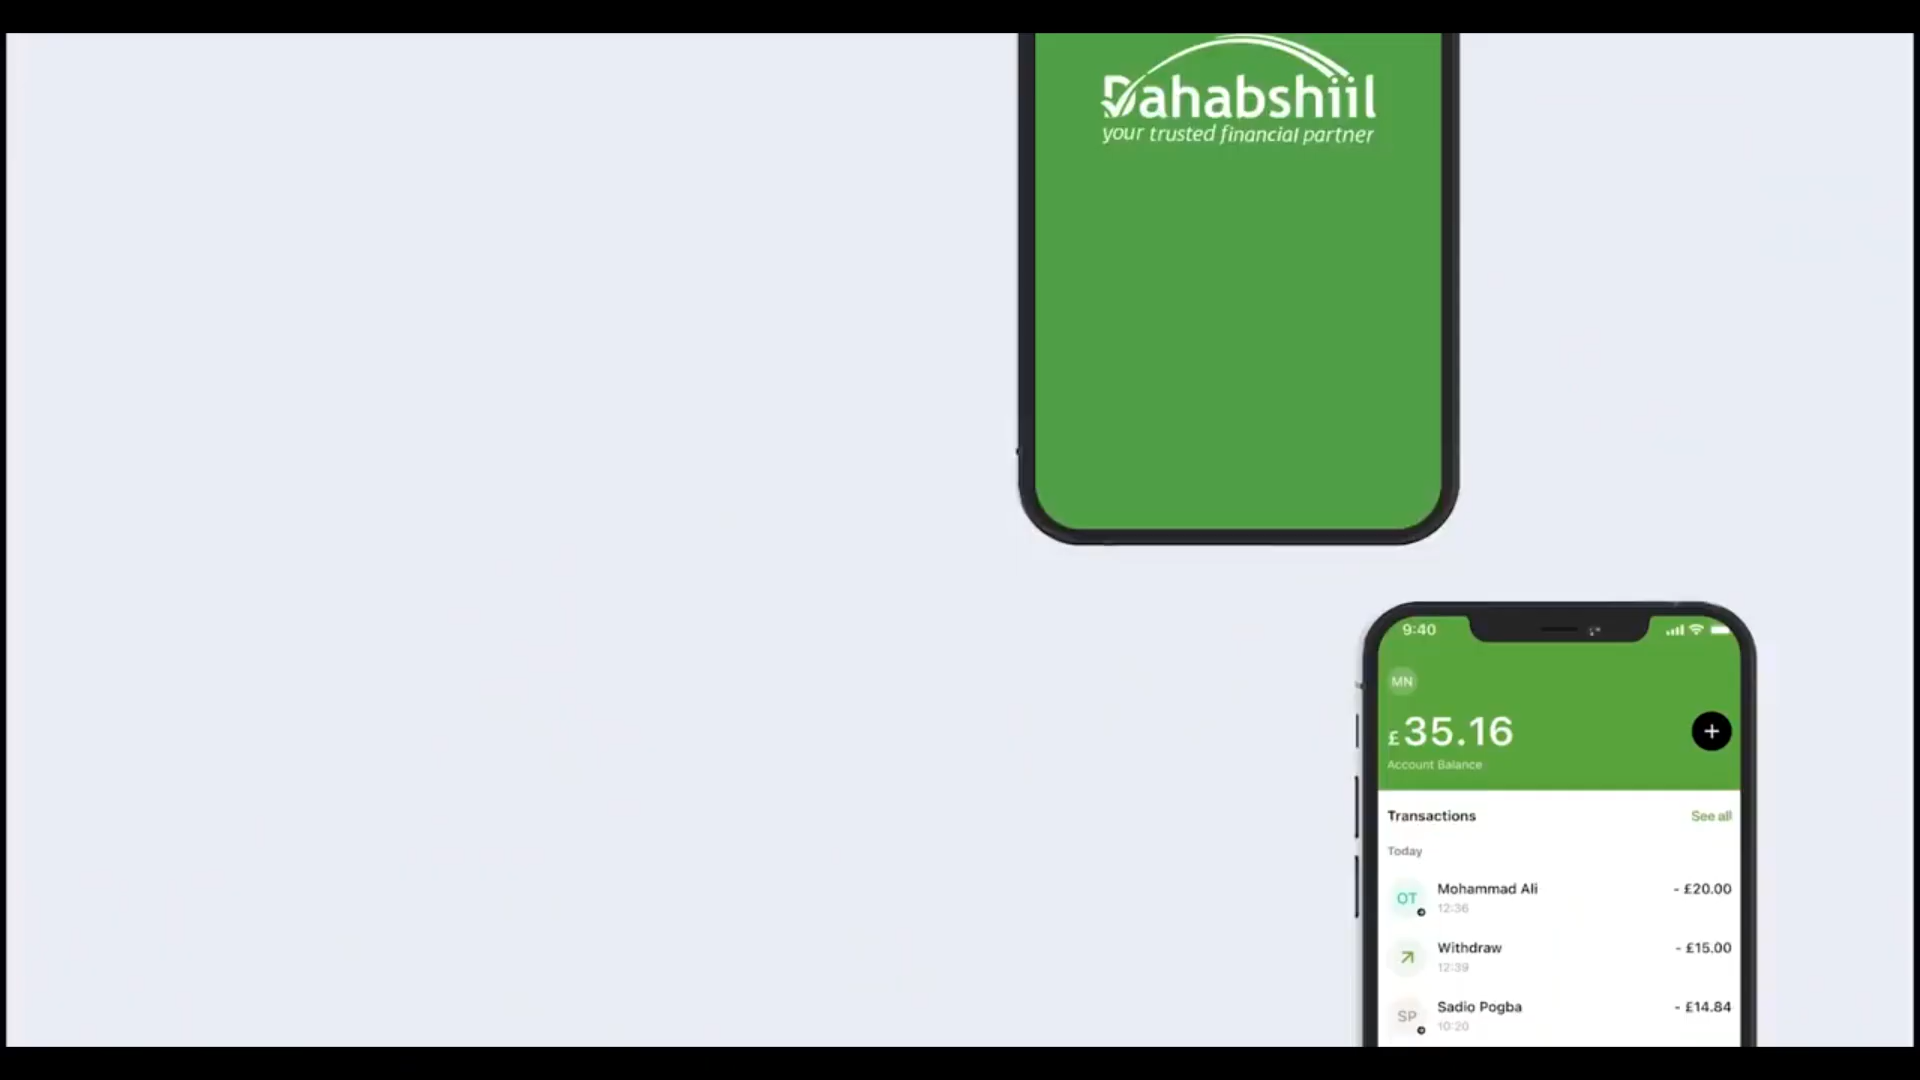 Dahabshiil
your trusted financial partner
9:40
MN
£35.16
Account Balance
Transactions
See all
Today
OT
Mohammad Ali
- £20.00
12:36
Withdraw
- £15.00
12:39
SP
Sadio Pogba
- £14.84
10:20